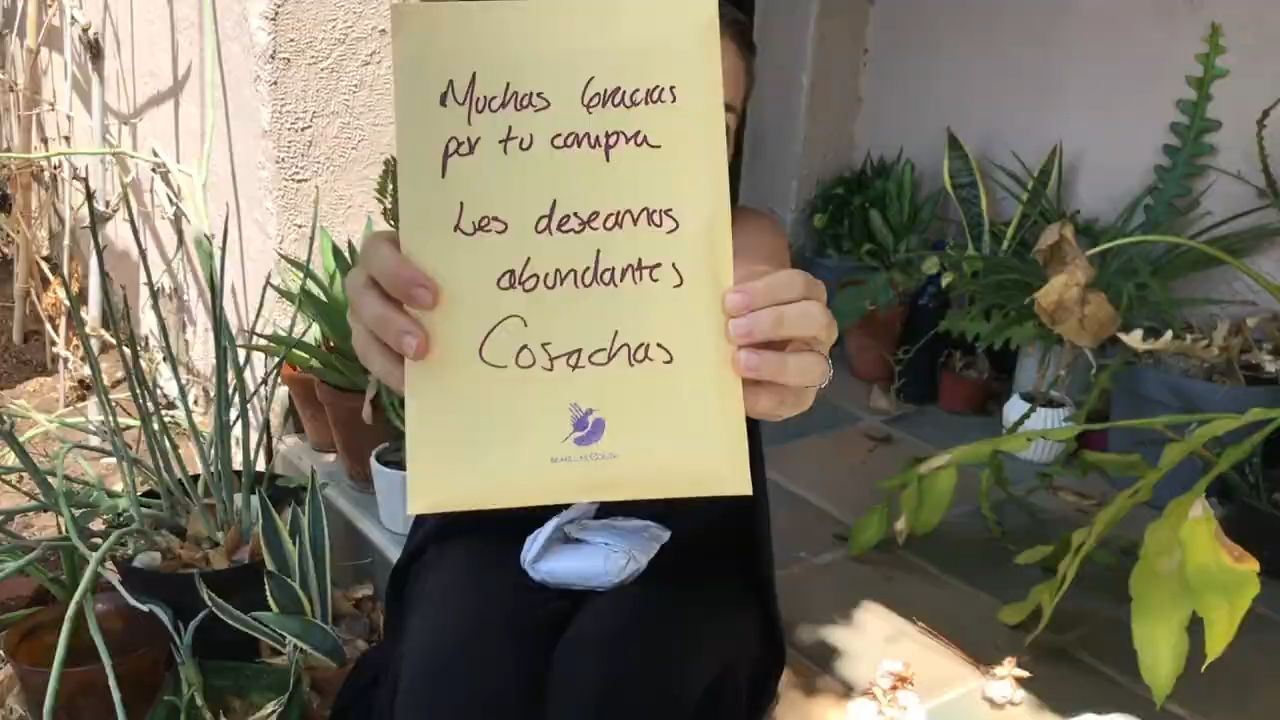 Muchas Gracias
por tu compra
Les deseamos
abundantes
Cosechas